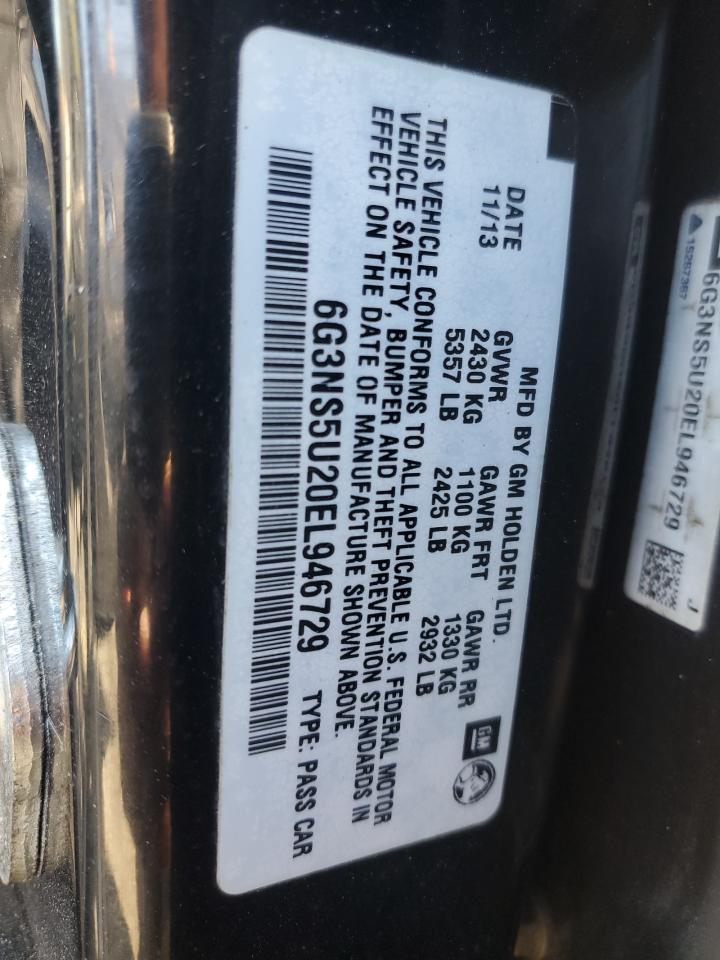 MFD BY GM HOLDEN LTD.
DATE GVWR GAWR FRT GAWR RR
11/13 2430 KG 1100 KG 1330 KG
5357 LB 2425 LB 2932 LB
THIS VEHICLE CONFORMS TO ALL APPLICABLE U.S. FEDERAL MOTOR
VEHICLE SAFETY, BUMPER AND THEFT PREVENTION STANDARDS IN
EFFECT ON THE DATE OF MANUFACTURE SHOWN ABOVE.
6G3NS5U20EL946729 TYPE: PASS CAR
GM
6G3NS5U20EL946729
15267367
J